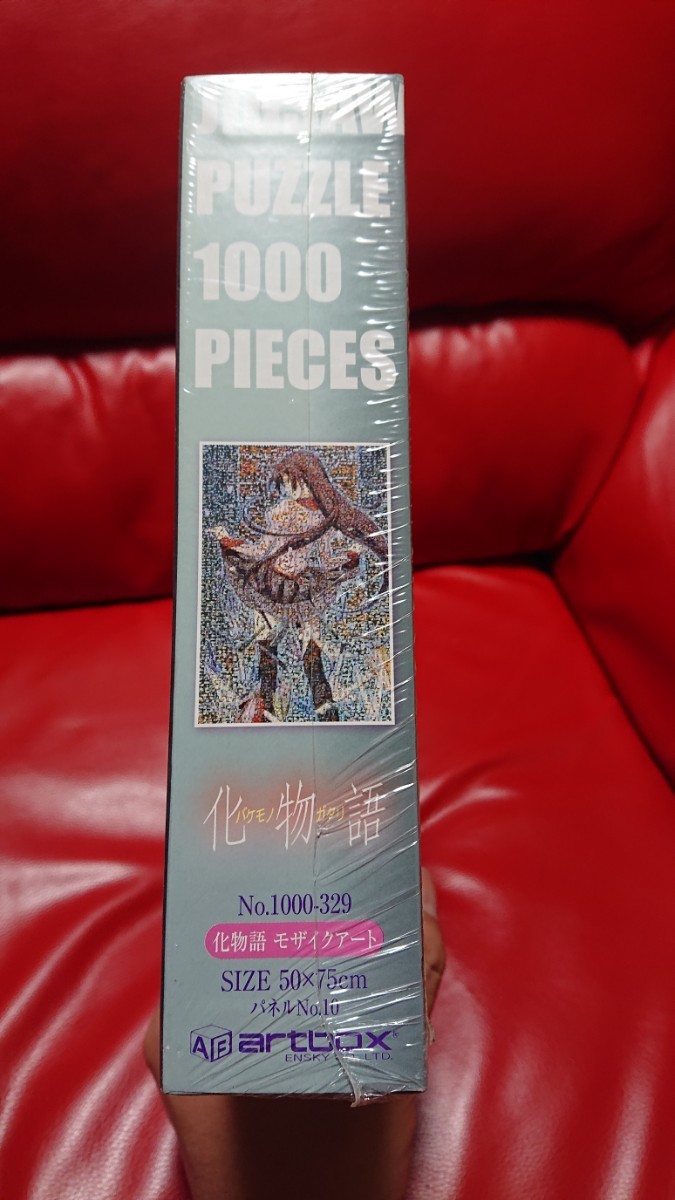 PUZZLE
1000
PIECES
化物語
バケモノ ガタリ
No.1000-329
化物語 モザイクアート
SIZE 50×75cm
パネルNo.10
AB artbox®
ENSKY CO., LTD.